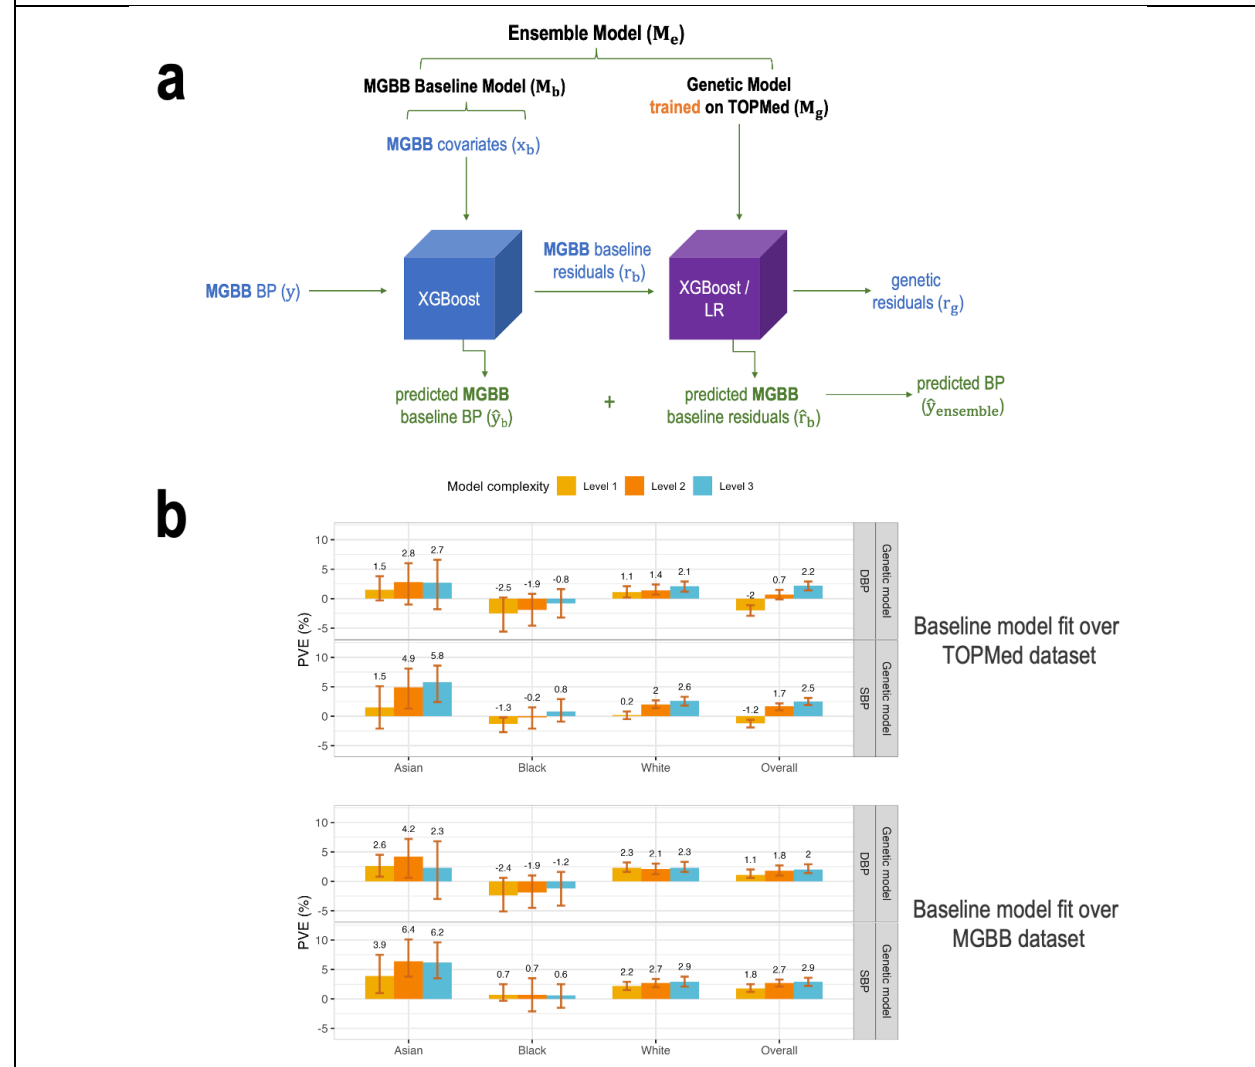 a
Ensemble Model (Me)
MGBB Baseline Model (Mb)
Genetic Model
trained on TOPMed (Mg)
MGBB covariates (xb)
MGBB BP (y)
XGBoost
MGBB baseline
residuals (rb)
XGBoost /
LR
genetic
residuals (rg)
predicted MGBB
baseline BP (ŷb)
+
predicted MGBB
baseline residuals (r̂b)
predicted BP
(ŷensemble)
b
Model complexity Level 1 Level 2 Level 3
PVE (%)
10
5
0
-5
1.5 2.8 2.7
-2.5 -1.9 -0.8
1.1 1.4 2.1
-2 0.7 2.2
DBP
Genetic model
10
5
0
-5
1.5 4.9 5.8
-1.3 -0.2 0.8
0.2 2 2.6
-1.2 1.7 2.5
SBP
Genetic model
Asian Black White Overall
Baseline model fit over
TOPMed dataset
PVE (%)
10
5
0
-5
2.6 4.2 2.3
-2.4 -1.9 -1.2
2.3 2.1 2.3
1.1 1.8 2
DBP
Genetic model
10
5
0
-5
3.9 6.4 6.2
0.7 0.7 0.6
2.2 2.7 2.9
1.8 2.7 2.9
SBP
Genetic model
Asian Black White Overall
Baseline model fit over
MGBB dataset